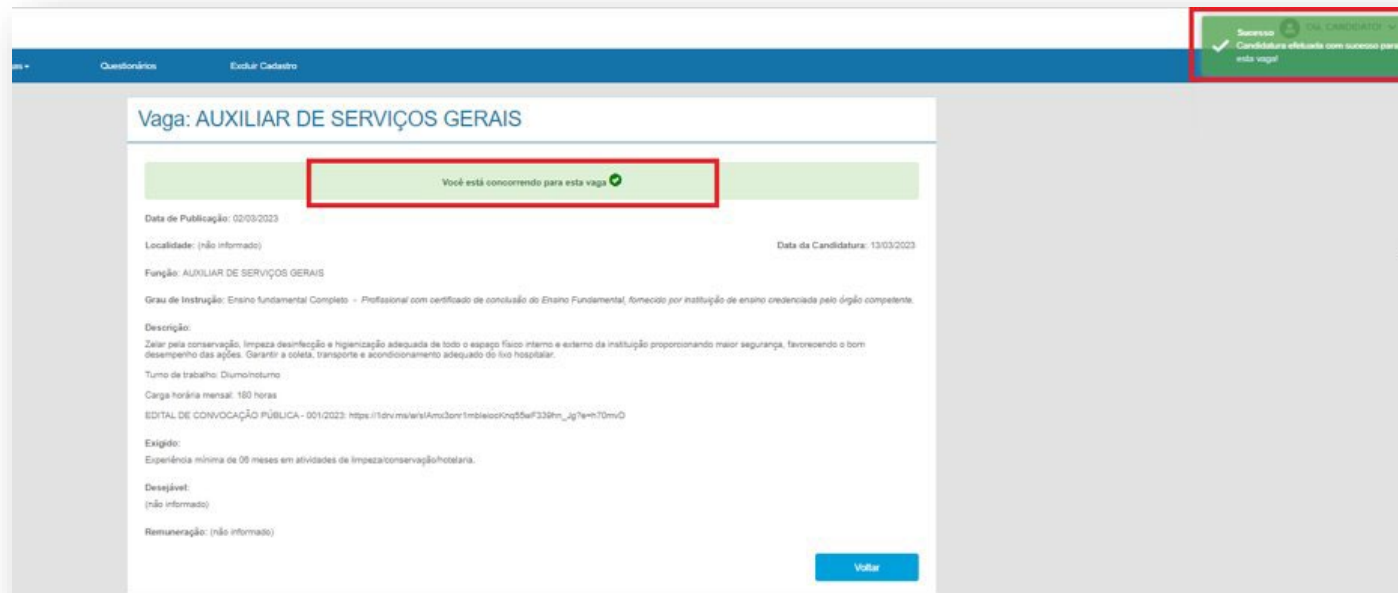 OLÁ, CANDIDATO!
Sucesso
Candidatura efetuada com sucesso para
esta vaga!
Questionários Excluir Cadastro
Vaga: AUXILIAR DE SERVIÇOS GERAIS
Você está concorrendo para esta vaga
Data de Publicação: 02/03/2023
Localidade: (não informado) Data da Candidatura: 13/03/2023
Função: AUXILIAR DE SERVIÇOS GERAIS
Grau de Instrução: Ensino fundamental Completo - Profissional com certificado de conclusão do Ensino Fundamental, fornecido por instituição de ensino credenciada pelo órgão competente.
Descrição:
Zelar pela conservação, limpeza desinfecção e higienização adequada de todo o espaço físico interno e externo da instituição proporcionando maior segurança, favorecendo o bom
desempenho das ações. Garantir a coleta, transporte e acondicionamento adequado do lixo hospitalar.
Turno de trabalho: Diurno/noturno
Carga horária mensal: 180 horas
EDITAL DE CONVOCAÇÃO PÚBLICA - 001/2023:
Exigido:
Experiência mínima de 06 meses em atividades de limpeza/conservação/hotelaria.
Desejável:
(não informado)
Remuneração: (não informado)
Voltar